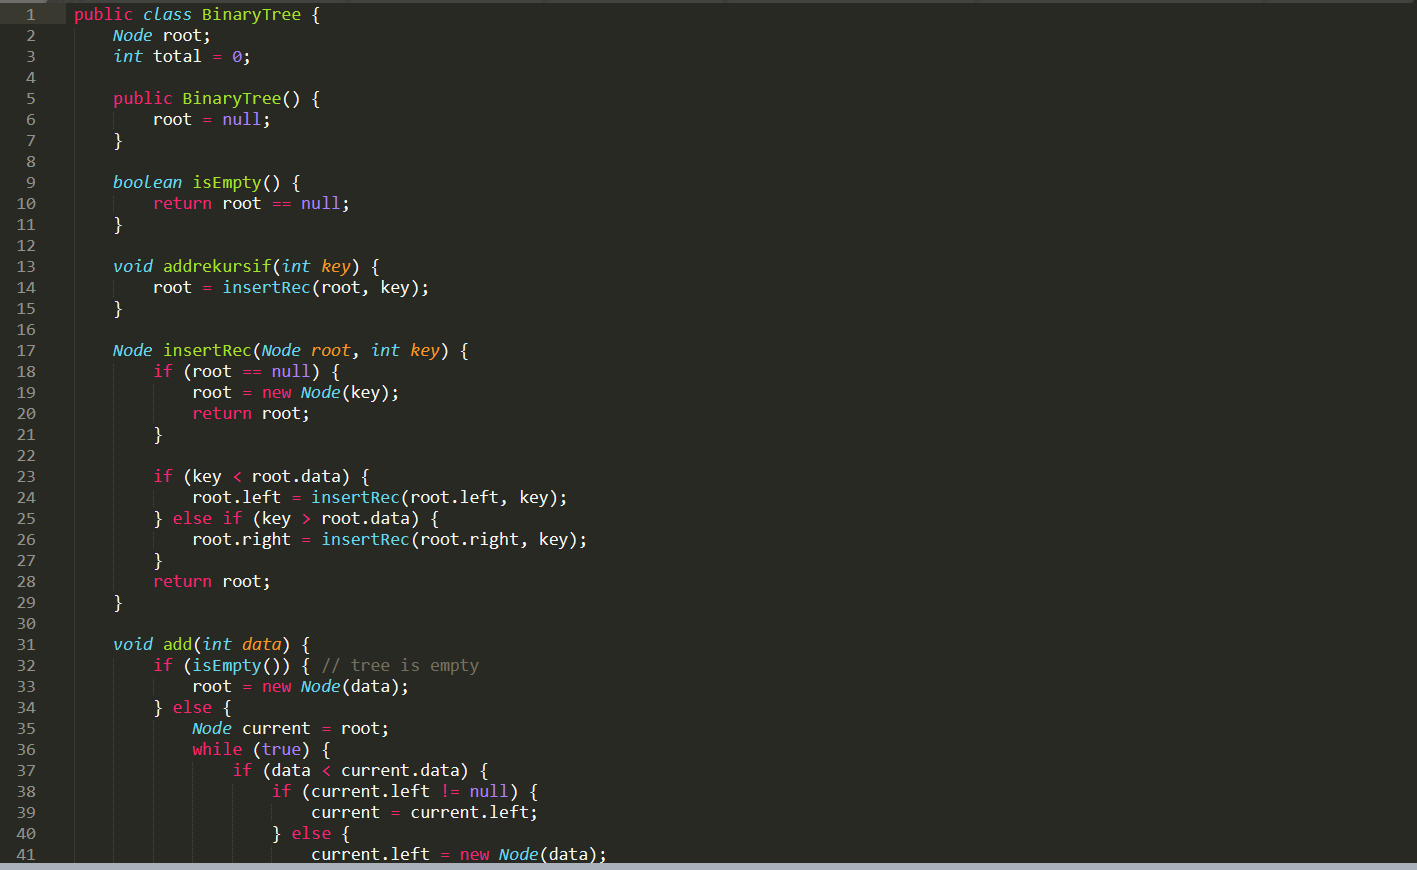 1 public class BinaryTree {
2 Node root;
3 int total = 0;
4
5 public BinaryTree() {
6 root = null;
7 }
8
9 boolean isEmpty() {
10 return root == null;
11 }
12
13 void addrekursif(int key) {
14 root = insertRec(root, key);
15 }
16
17 Node insertRec(Node root, int key) {
18 if (root == null) {
19 root = new Node(key);
20 return root;
21 }
22
23 if (key < root.data) {
24 root.left = insertRec(root.left, key);
25 } else if (key > root.data) {
26 root.right = insertRec(root.right, key);
27 }
28 return root;
29 }
30
31 void add(int data) {
32 if (isEmpty()) { // tree is empty
33 root = new Node(data);
34 } else {
35 Node current = root;
36 while (true) {
37 if (data < current.data) {
38 if (current.left != null) {
39 current = current.left;
40 } else {
41 current.left = new Node(data);